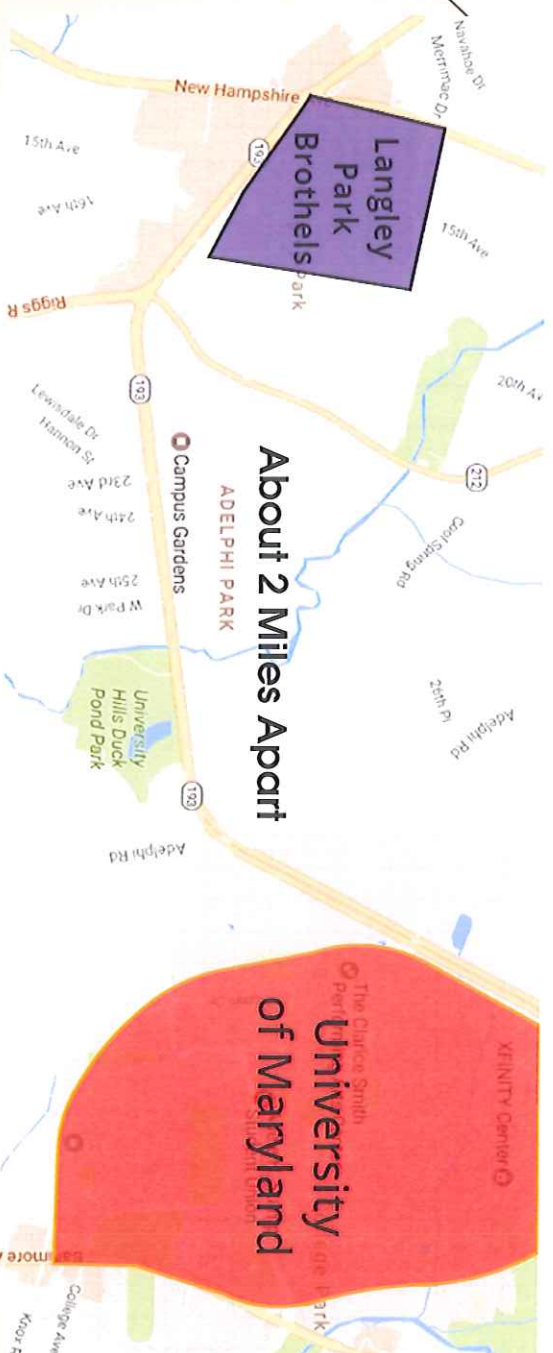 Navahoe Dr
Merrimac Dr
New Hampshire
15th Ave
16th Ave
193
Langley
Park
Brothels
Park
15th Ave
Riggs R
20th Av
212
193
Lewisdale Dr
Hannon St
23rd Ave
24th Ave
25th Ave
W Park Dr
Campus Gardens
ADELPHI PARK
About 2 Miles Apart
Cool Spring Rd
26th Pl
Adelphi Rd
University
Hills Duck
Pond Park
193
Adelphi Rd
The Clarice Smith
XFINITY Center
University
of Maryland
Union
College Ave